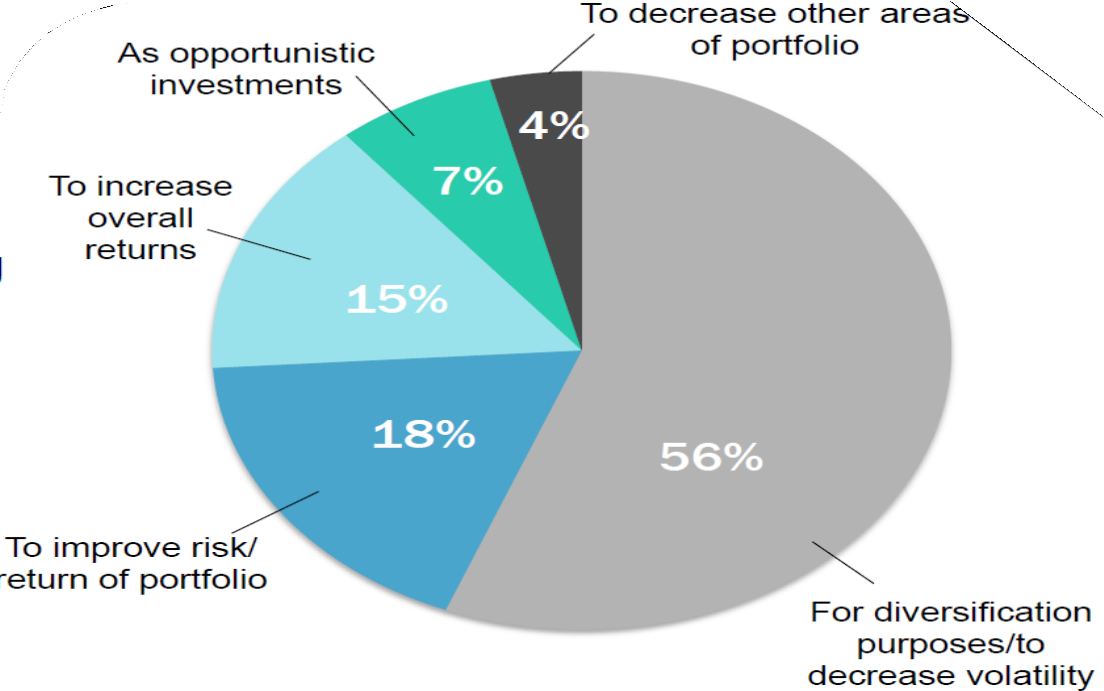 To decrease other areas
of portfolio
As opportunistic
investments
4%
7%
To increase
overall
returns
15%
18%
56%
To improve risk/
return of portfolio
For diversification
purposes/to
decrease volatility